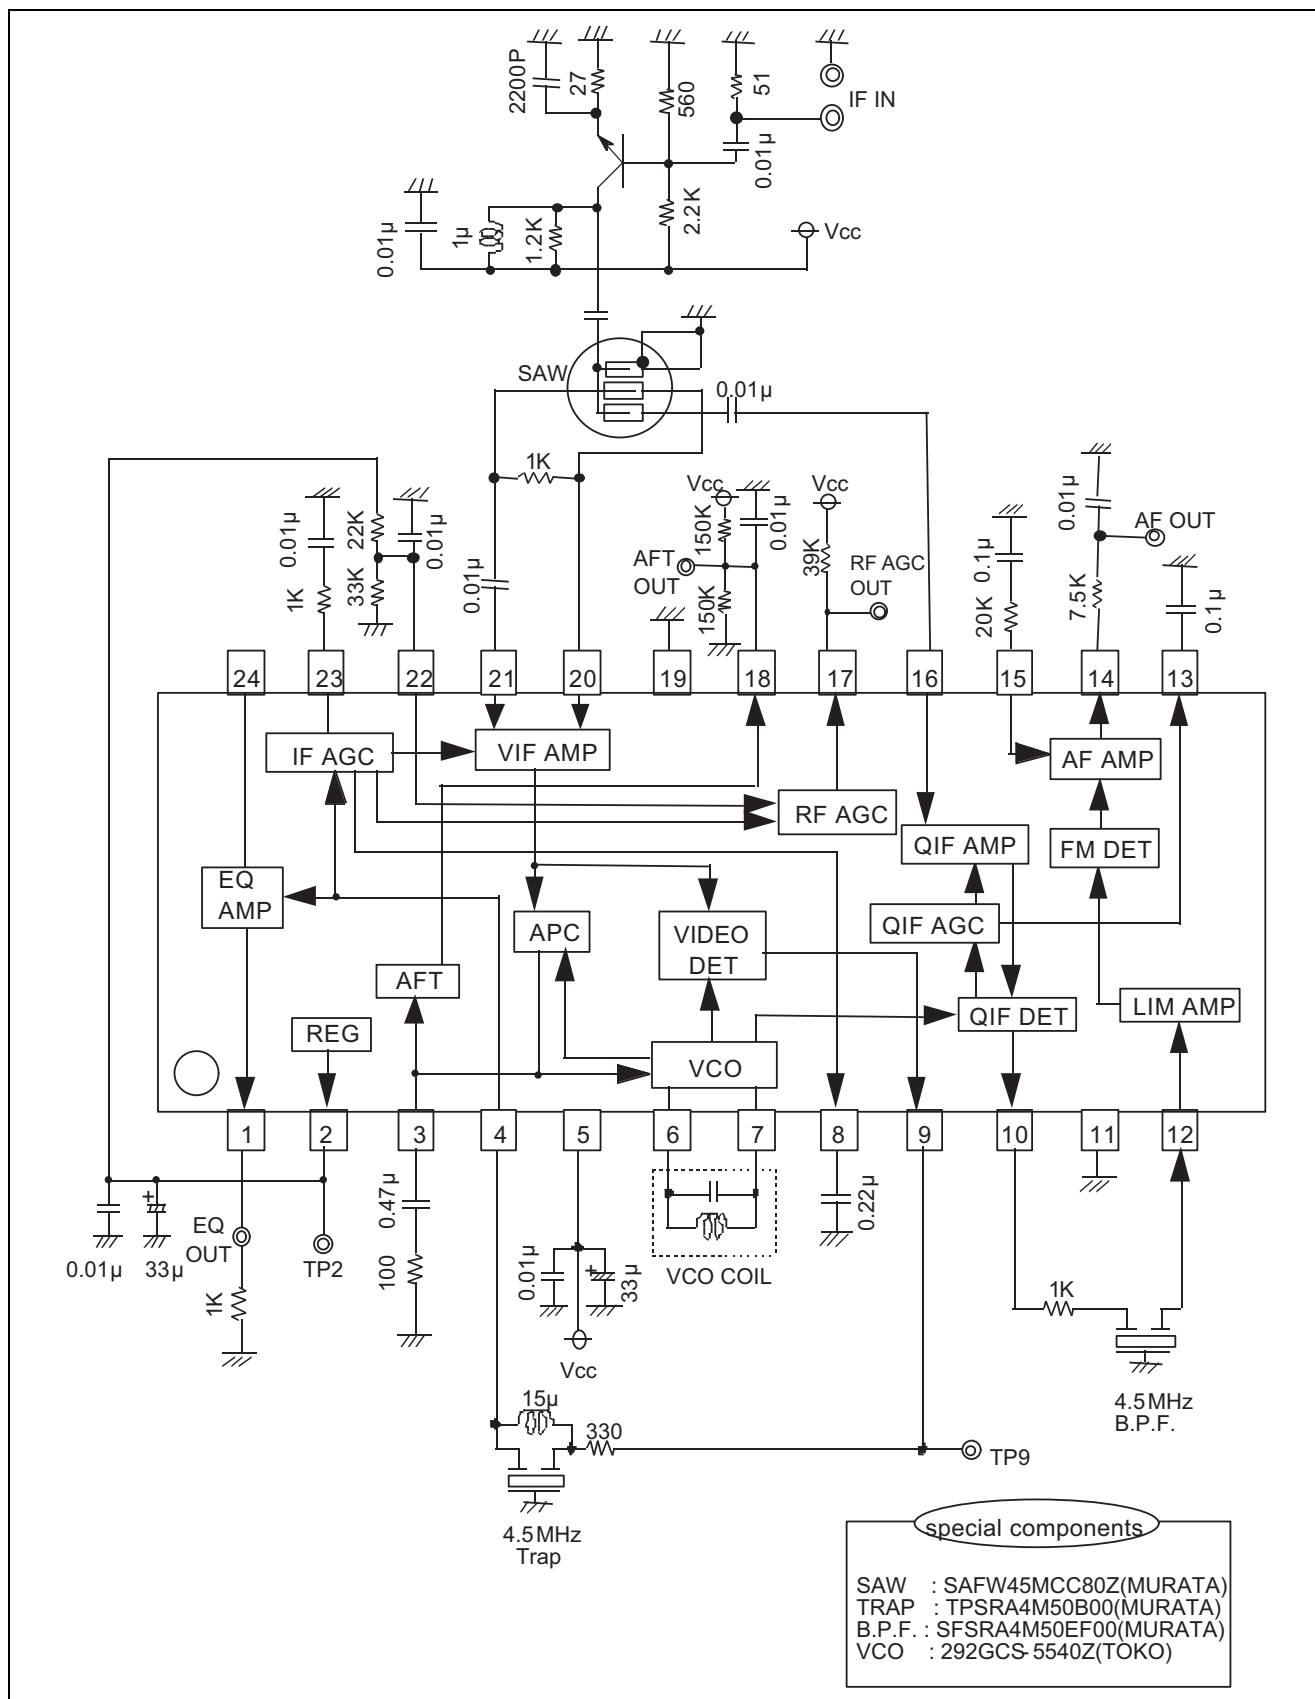 2200P
27
560
51
IF IN
0.01µ
0.01µ
1µ
1.2K
2.2K
Vcc
SAW
0.01µ
1K
0.01µ
1K
22K
33K
0.01µ
0.01µ
AFT
OUT
Vcc
150K
150K
0.01µ
Vcc
39K
RF AGC
OUT
0.1µ
20K
0.01µ
7.5K
AF OUT
0.1µ
24
23
22
21
20
19
18
17
16
15
14
13
IF AGC
VIF AMP
AF AMP
RF AGC
QIF AMP
FM DET
EQ
AMP
APC
VIDEO
DET
QIF AGC
AFT
REG
QIF DET
LIM AMP
VCO
1
2
3
4
5
6
7
8
9
10
11
12
0.01µ
33µ
+
EQ
OUT
1K
TP2
0.47µ
100
0.01µ
+
33µ
Vcc
VCO COIL
0.22µ
1K
4.5MHz
B.P.F.
15µ
330
TP9
4.5MHz
Trap
special components
SAW : SAFW45MCC80Z(MURATA)
TRAP : TPSRA4M50B00(MURATA)
B.P.F. : SFSRA4M50EF00(MURATA)
VCO : 292GCS-5540Z(TOKO)